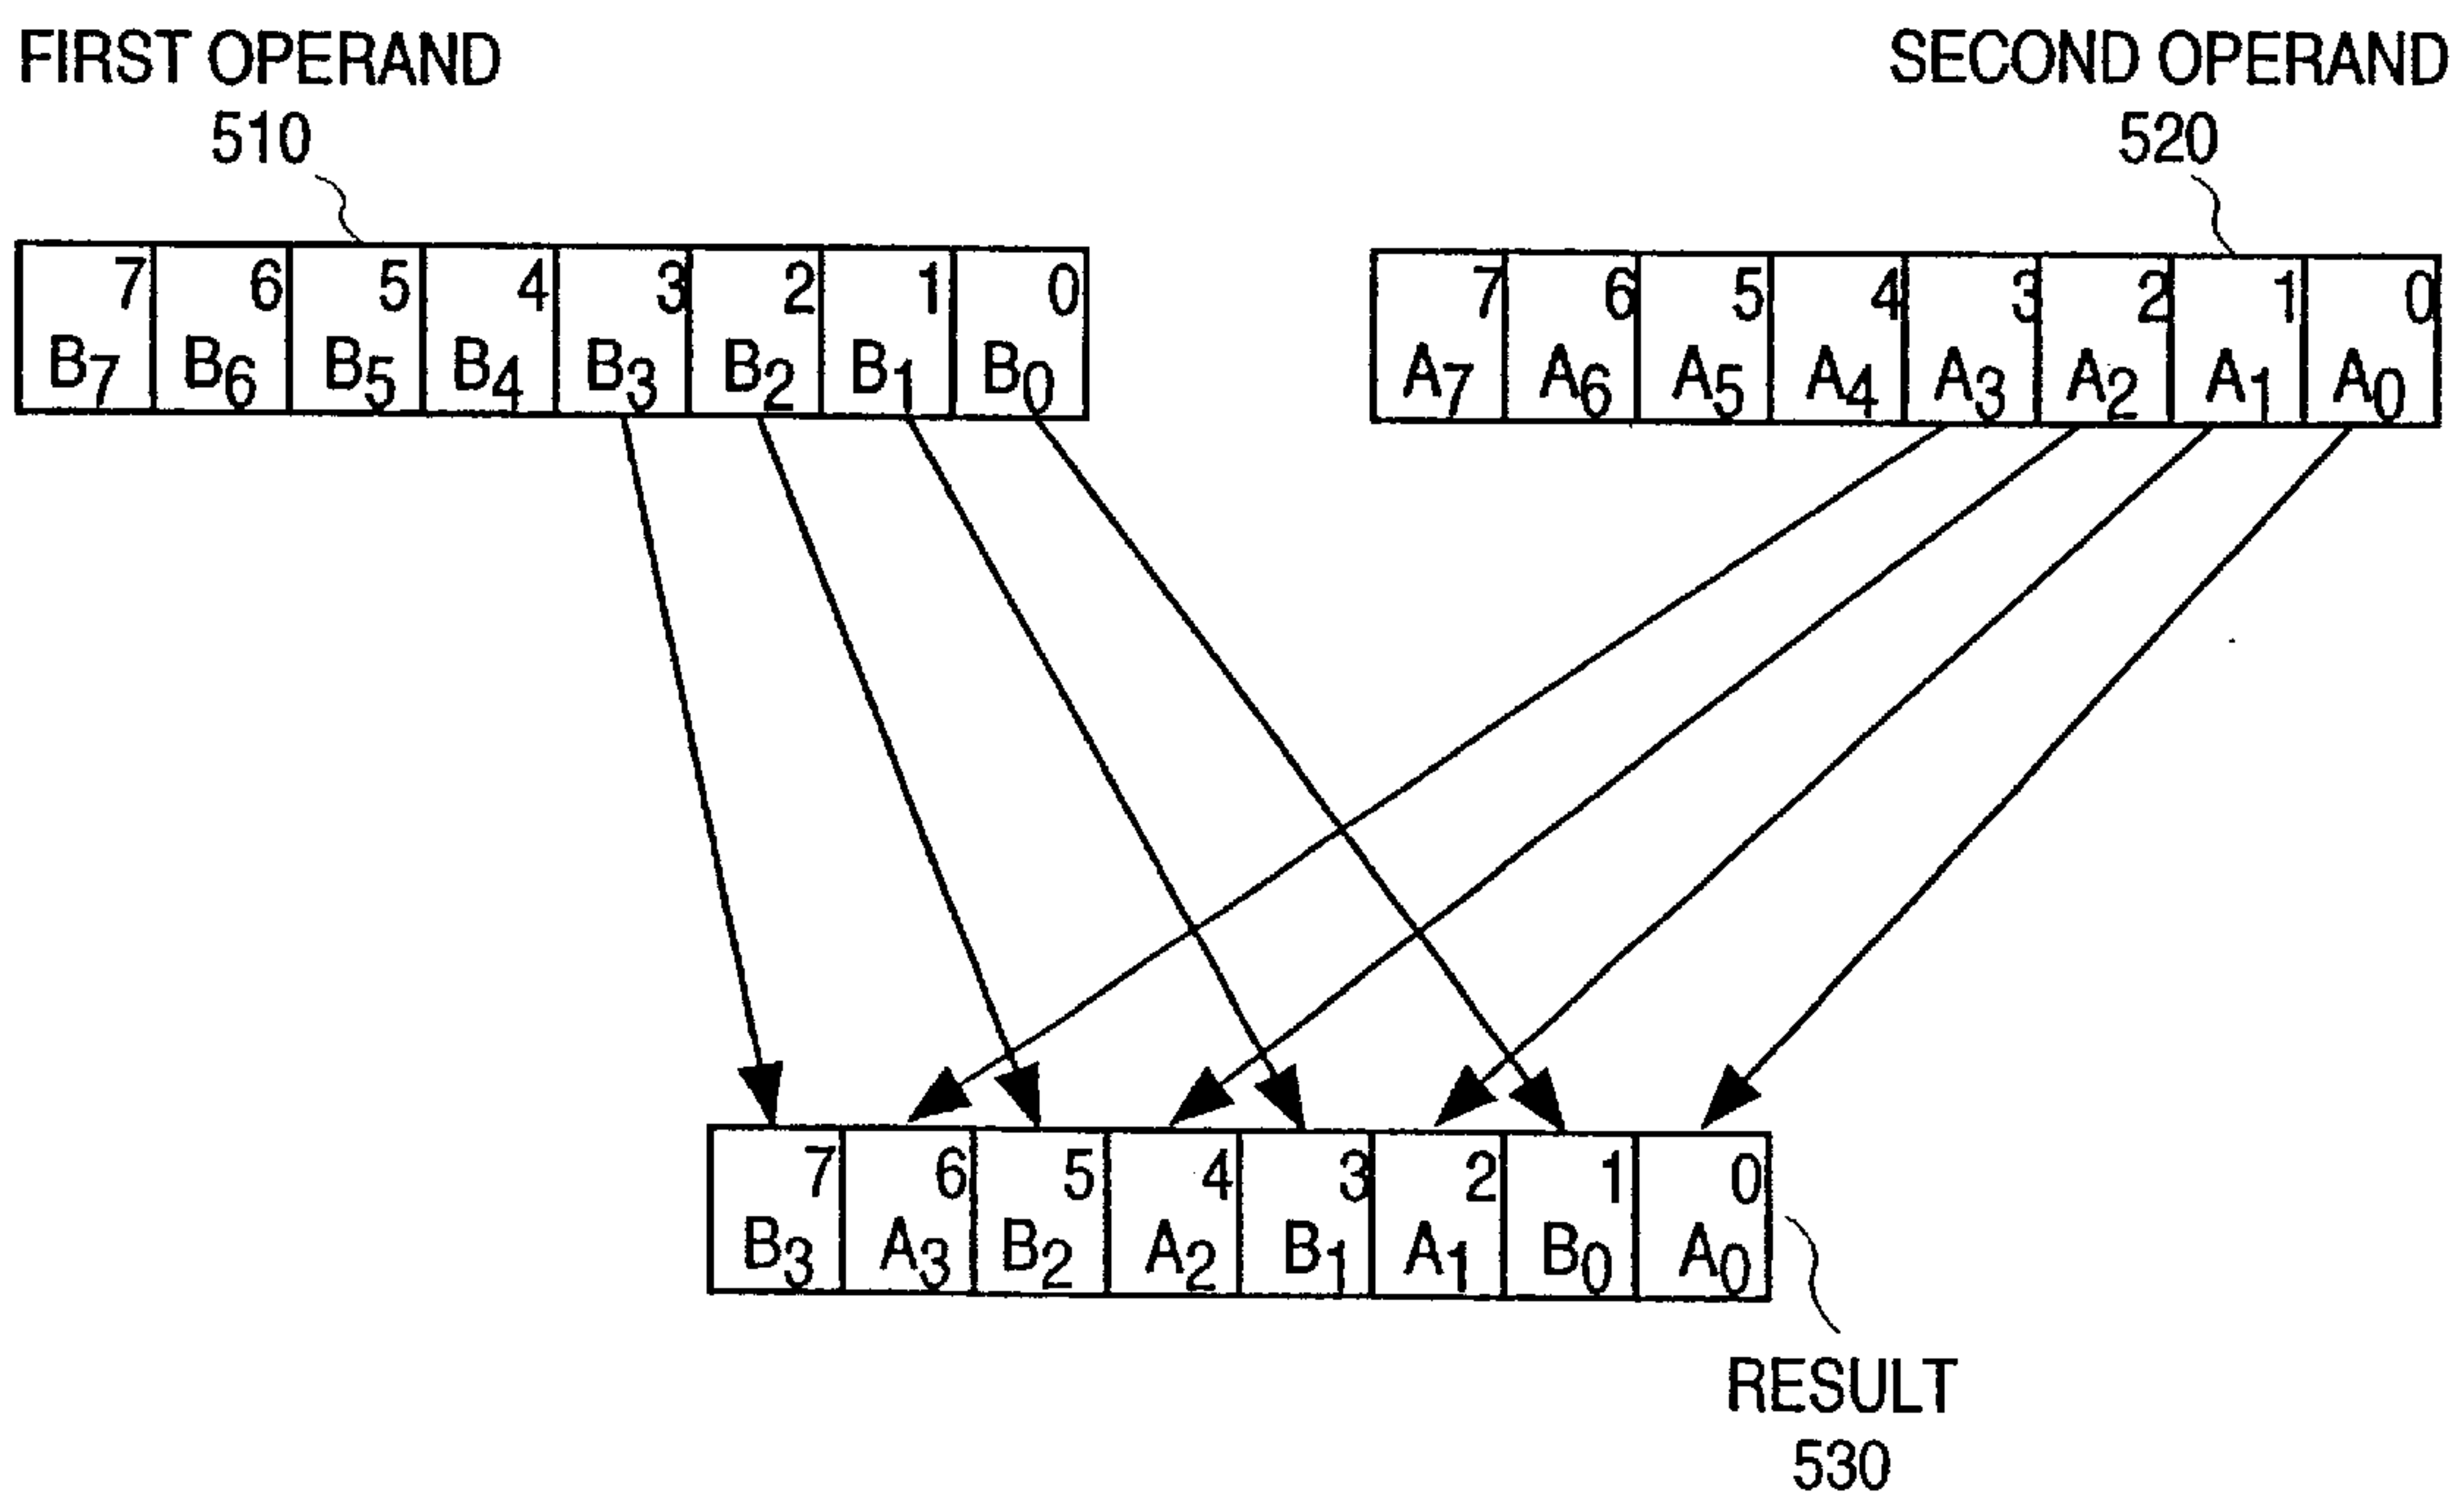 FIRST OPERAND
510
SECOND OPERAND
520
7 6 5 4 3 2 1 0
B7 B6 B5 B4 B3 B2 B1 B0
7 6 5 4 3 2 1 0
A7 A6 A5 A4 A3 A2 A1 A0
7 6 5 4 3 2 1 0
B3 A3 B2 A2 B1 A1 B0 A0
RESULT
530